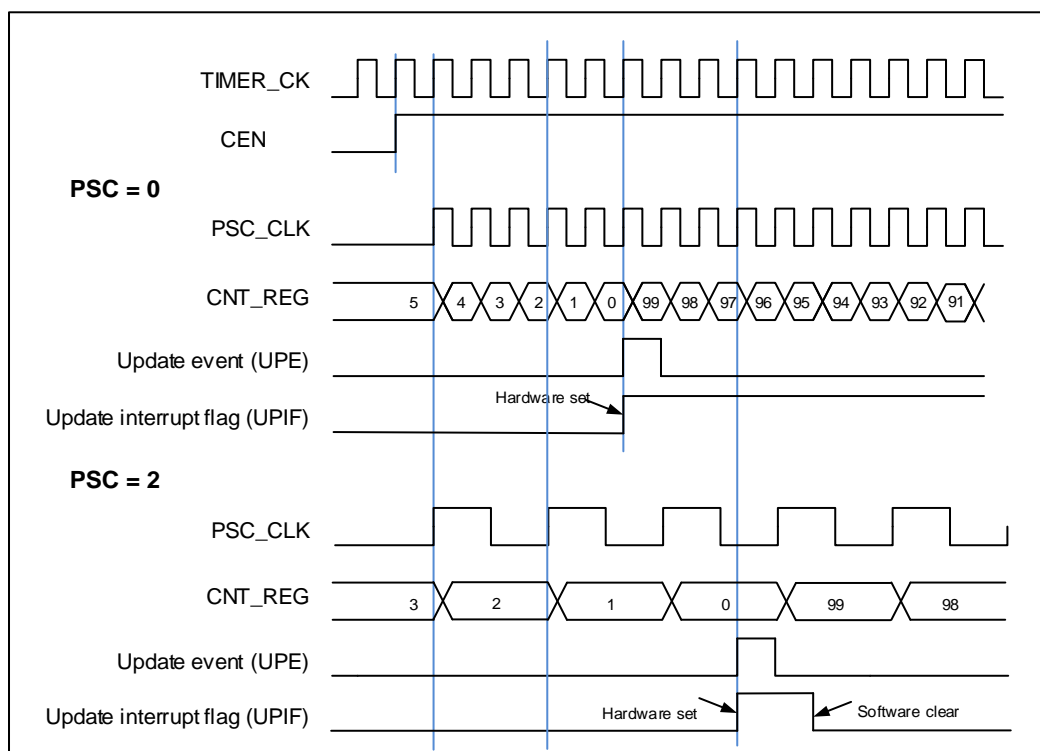 TIMER_CK
CEN
PSC = 0
PSC_CLK
CNT_REG 5 4 3 2 1 0 99 98 97 96 95 94 93 92 91
Update event (UPE)
Hardware set
Update interrupt flag (UPIF)
PSC = 2
PSC_CLK
CNT_REG 3 2 1 0 99 98
Update event (UPE)
Update interrupt flag (UPIF) Hardware set Software clear